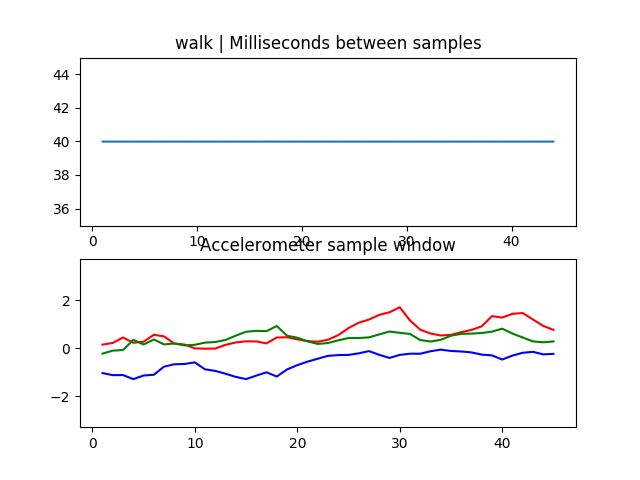 walk | Milliseconds between samples
44
42
40
38
36
0 10 20 30 40
Accelerometer sample window
2
0
−2
0 10 20 30 40